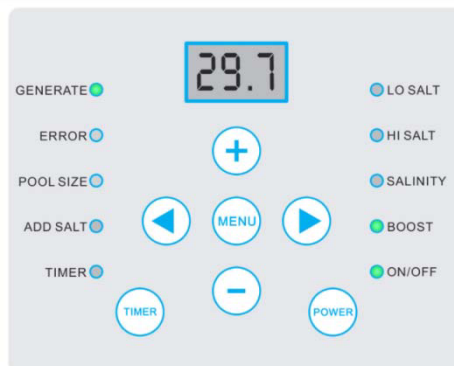 29.7
GENERATE
LO SALT
ERROR
HI SALT
+
POOL SIZE
SALINITY
MENU
ADD SALT
BOOST
TIMER
ON/OFF
−
TIMER
POWER